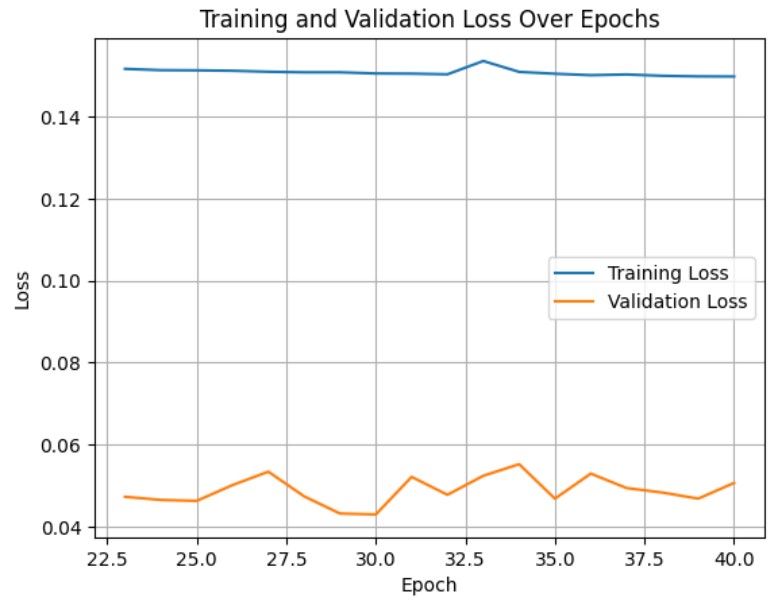 Training and Validation Loss Over Epochs
0.14
0.12
0.10
0.08
0.06
0.04
Loss
Training Loss
Validation Loss
22.5 25.0 27.5 30.0 32.5 35.0 37.5 40.0
Epoch